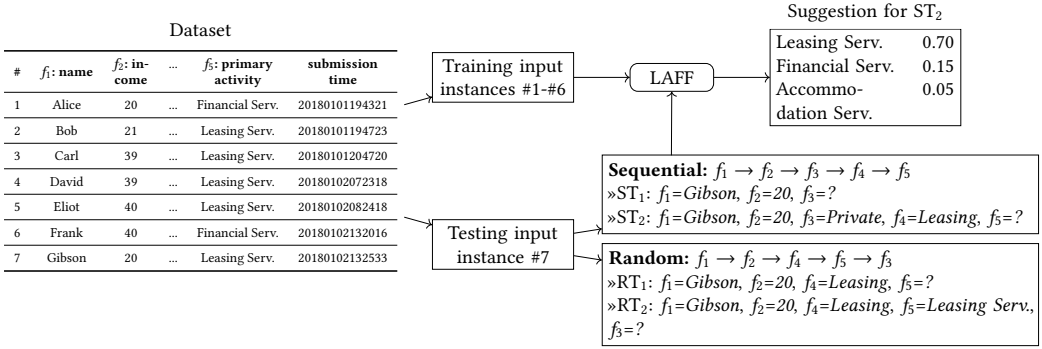 Dataset
# f₁: name f₂: in-come ... f₅: primary activity submission time
1 Alice 20 ... Financial Serv. 20180101194321
2 Bob 21 ... Leasing Serv. 20180101194723
3 Carl 39 ... Leasing Serv. 20180101204720
4 David 39 ... Leasing Serv. 20180102072318
5 Eliot 40 ... Leasing Serv. 20180102082418
6 Frank 40 ... Financial Serv. 20180102132016
7 Gibson 20 ... Leasing Serv. 20180102132533
Training input
instances #1-#6
Testing input
instance #7
LAFF
Suggestion for ST₂
Leasing Serv. 0.70
Financial Serv. 0.15
Accommo- 0.05
dation Serv.
Sequential: f₁ → f₂ → f₃ → f₄ → f₅
»ST₁: f₁=Gibson, f₂=20, f₃=?
»ST₂: f₁=Gibson, f₂=20, f₃=Private, f₄=Leasing, f₅=?
Random: f₁ → f₂ → f₄ → f₅ → f₃
»RT₁: f₁=Gibson, f₂=20, f₄=Leasing, f₅=?
»RT₂: f₁=Gibson, f₂=20, f₄=Leasing, f₅=Leasing Serv.,
f₃=?